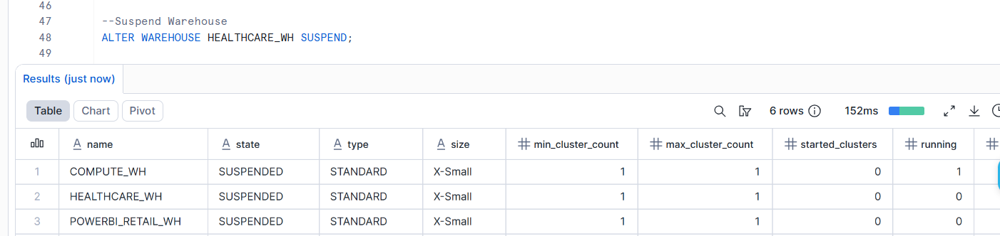 46
47 --Suspend Warehouse
48 ALTER WAREHOUSE HEALTHCARE_WH SUSPEND;
49
Results (just now)
Table Chart Pivot 6 rows 152ms
name state type size min_cluster_count max_cluster_count started_clusters running
1 COMPUTE_WH SUSPENDED STANDARD X-Small 1 1 0 1
2 HEALTHCARE_WH SUSPENDED STANDARD X-Small 1 1 0 0
3 POWERBI_RETAIL_WH SUSPENDED STANDARD X-Small 1 1 0 0